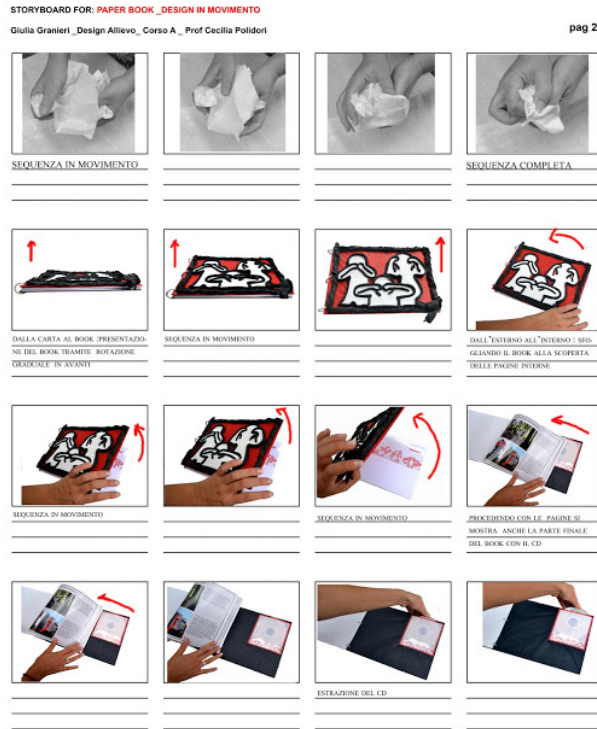 STORYBOARD FOR: PAPER BOOK _DESIGN IN MOVIMENTO
Giulia Granieri _Design Allievo_ Corso A _ Prof Cecilia Polidori
pag 2
SEQUENZA IN MOVIMENTO
SEQUENZA COMPLETA
DALLA CARTA AL BOOK :PRESENTAZIO-
NE DEL BOOK TRAMITE ROTAZIONE
GRADUALE IN AVANTI
SEQUENZA IN MOVIMENTO
DALL'ESTERNO ALL'INTERNO : SFO-
GLIANDO IL BOOK ALLA SCOPERTA
DELLE PAGINE INTERNE
SEQUENZA IN MOVIMENTO
SEQUENZA IN MOVIMENTO
PROCEDENDO CON LE PAGINE SI
MOSTRA ANCHE LA PARTE FINALE
DEL BOOK CON IL CD
ESTRAZIONE DEL CD